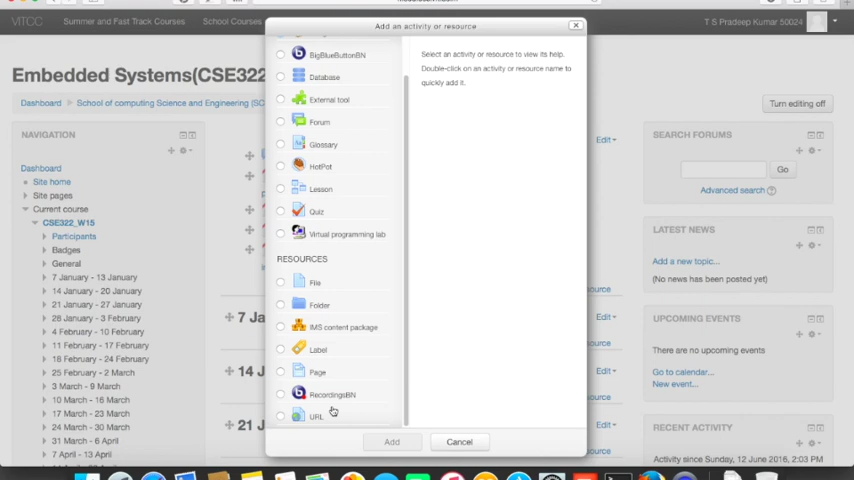 VITCC Summer and Fast Track Courses School Courses T S Pradeep Kumar 50024
Add an activity or resource
Embedded Systems(CSE322
Dashboard School of computing Science and Engineering (SC
Turn editing off
NAVIGATION
Dashboard
Site home
Site pages
Current course
CSE322_W15
Participants
Badges
General
7 January - 13 January
14 January - 20 January
21 January - 27 January
28 January - 3 February
4 February - 10 February
11 February - 17 February
18 February - 24 February
25 February - 2 March
3 March - 9 March
10 March - 16 March
17 March - 23 March
24 March - 30 March
31 March - 6 April
7 April - 13 April
7 Ja
14 J
21 J
BigBlueButtonBN
Database
External tool
Forum
Glossary
HotPot
Lesson
Quiz
Virtual programming lab
RESOURCES
File
Folder
IMS content package
Label
Page
RecordingsBN
URL
Select an activity or resource to view its help.
Double-click on an activity or resource name to
quickly add it.
Add Cancel
Edit
source
Edit
source
Edit
source
Edit
source
SEARCH FORUMS
Go
Advanced search
LATEST NEWS
Add a new topic...
(No news has been posted yet)
UPCOMING EVENTS
There are no upcoming events
Go to calendar...
New event...
RECENT ACTIVITY
Activity since Sunday, 12 June 2016, 2:03 PM